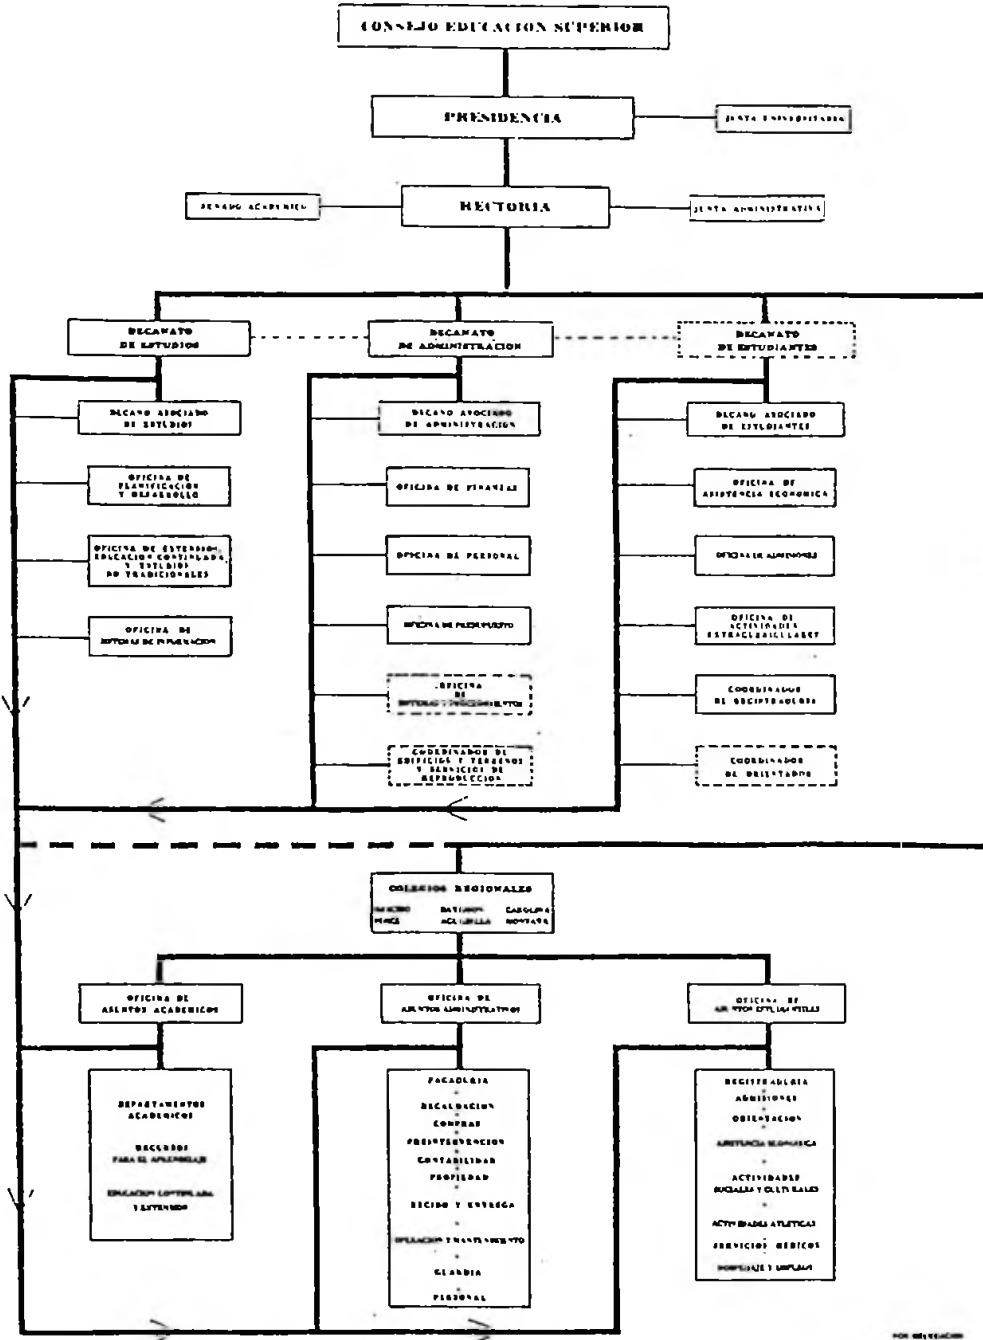 CONSEJO EDUCACION SUPERIOR
PRESIDENCIA
JUNTA UNIVERSITARIA
SENADO ACADEMICO
RECTORIA
JUNTA ADMINISTRATIVA
DECANATO
DE ESTUDIOS
DECANATO
DE ADMINISTRACION
DECANATO
DE ESTUDIANTES
DECANO ASOCIADO
DE ESTUDIOS
DECANO ASOCIADO
DE ADMINISTRACION
DECANO ASOCIADO
DE ESTUDIANTES
OFICINA DE
PLANIFICACION
Y DESARROLLO
OFICINA DE FINANZAS
OFICINA DE
ASISTENCIA ECONOMICA
OFICINA DE EXTENSION,
EDUCACION CONTINUADA
Y ESTUDIOS
NO TRADICIONALES
OFICINA DE PERSONAL
OFICINA DE ADMISIONES
OFICINA DE
SISTEMAS DE INFORMACION
OFICINA DE PRESUPUESTO
OFICINA DE
ACTIVIDADES
EXTRACURRICULARES
OFICINA
DE
SISTEMAS Y PROCEDIMIENTOS
COORDINADOR
DE REGISTRADURIA
COORDINADOR DE
EDIFICIOS Y TERRENOS
Y SERVICIOS DE
REPRODUCCION
COORDINADOR
DE ORIENTACION
COLEGIOS REGIONALES
BAYAMON CAROLINA
PONCE AGUADILLA MONTAÑA
OFICINA DE
ASUNTOS ACADEMICOS
OFICINA DE
ASUNTOS ADMINISTRATIVOS
OFICINA DE
ASUNTOS ESTUDIANTILES
DEPARTAMENTOS
ACADEMICOS
RECURSOS
PARA EL APRENDIZAJE
EDUCACION CONTINUADA
Y EXTENSION
PAGADURIA
RECAUDACION
COMPRAS
PREINTERVENCION
CONTABILIDAD
PROPIEDAD
RECIBO Y ENTREGA
OPERACION Y MANTENIMIENTO
GUARDIA
PERSONAL
REGISTRADURIA
ADMISIONES
ORIENTACION
ASISTENCIA ECONOMICA
ACTIVIDADES
SOCIALES Y CULTURALES
ACTIVIDADES ATLETICAS
SERVICIOS MEDICOS
HOSPEDAJE Y EMPLEOS